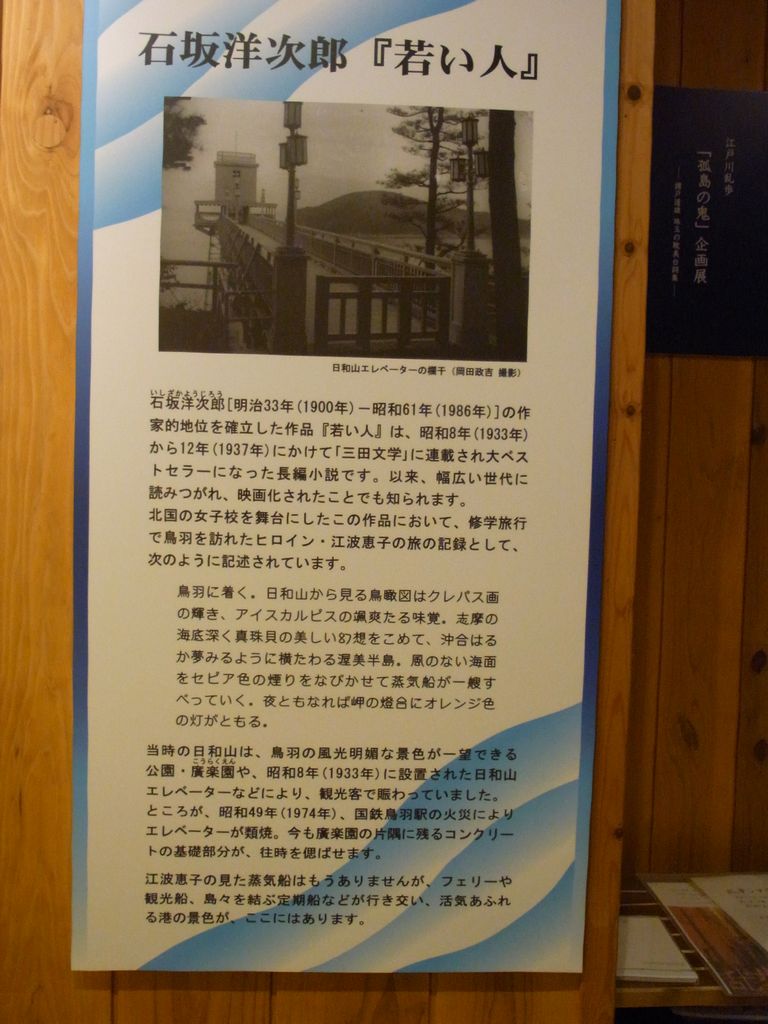 石坂洋次郎『若い人』
日和山エレベーターの欄干（岡田政吉 撮影）
いしざかようじろう
石坂洋次郎[明治33年(1900年)－昭和61年(1986年)]の作
家的地位を確立した作品『若い人』は、昭和8年(1933年)
から12年(1937年)にかけて「三田文学」に連載され大ベス
トセラーになった長編小説です。以来、幅広い世代に
読みつがれ、映画化されたことでも知られます。
北国の女子校を舞台にしたこの作品において、修学旅行
で鳥羽を訪れたヒロイン・江波恵子の旅の記録として、
次のように記述されています。
鳥羽に着く。日和山から見る鳥瞰図はクレパス画
の輝き、アイスカルピスの颯爽たる味覚。志摩の
海底深く真珠貝の美しい幻想をこめて、沖合はる
か夢みるように横たわる渥美半島。風のない海面
をセピア色の煙りをなびかせて蒸気船が一艘す
べっていく。夜ともなれば岬の燈台にオレンジ色
の灯がともる。
当時の日和山は、鳥羽の風光明媚な景色が一望できる
こうらくえん
公園・廣楽園や、昭和8年(1933年)に設置された日和山
エレベーターなどにより、観光客で賑わっていました。
ところが、昭和49年(1974年)、国鉄鳥羽駅の火災により
エレベーターが類焼。今も廣楽園の片隅に残るコンクリー
トの基礎部分が、往時を偲ばせます。
江波恵子の見た蒸気船はもうありませんが、フェリーや
観光船、島々を結ぶ定期船などが行き交い、活気あふれ
る港の景色が、ここにはあります。
江戸川乱歩
「孤島の鬼」企画展